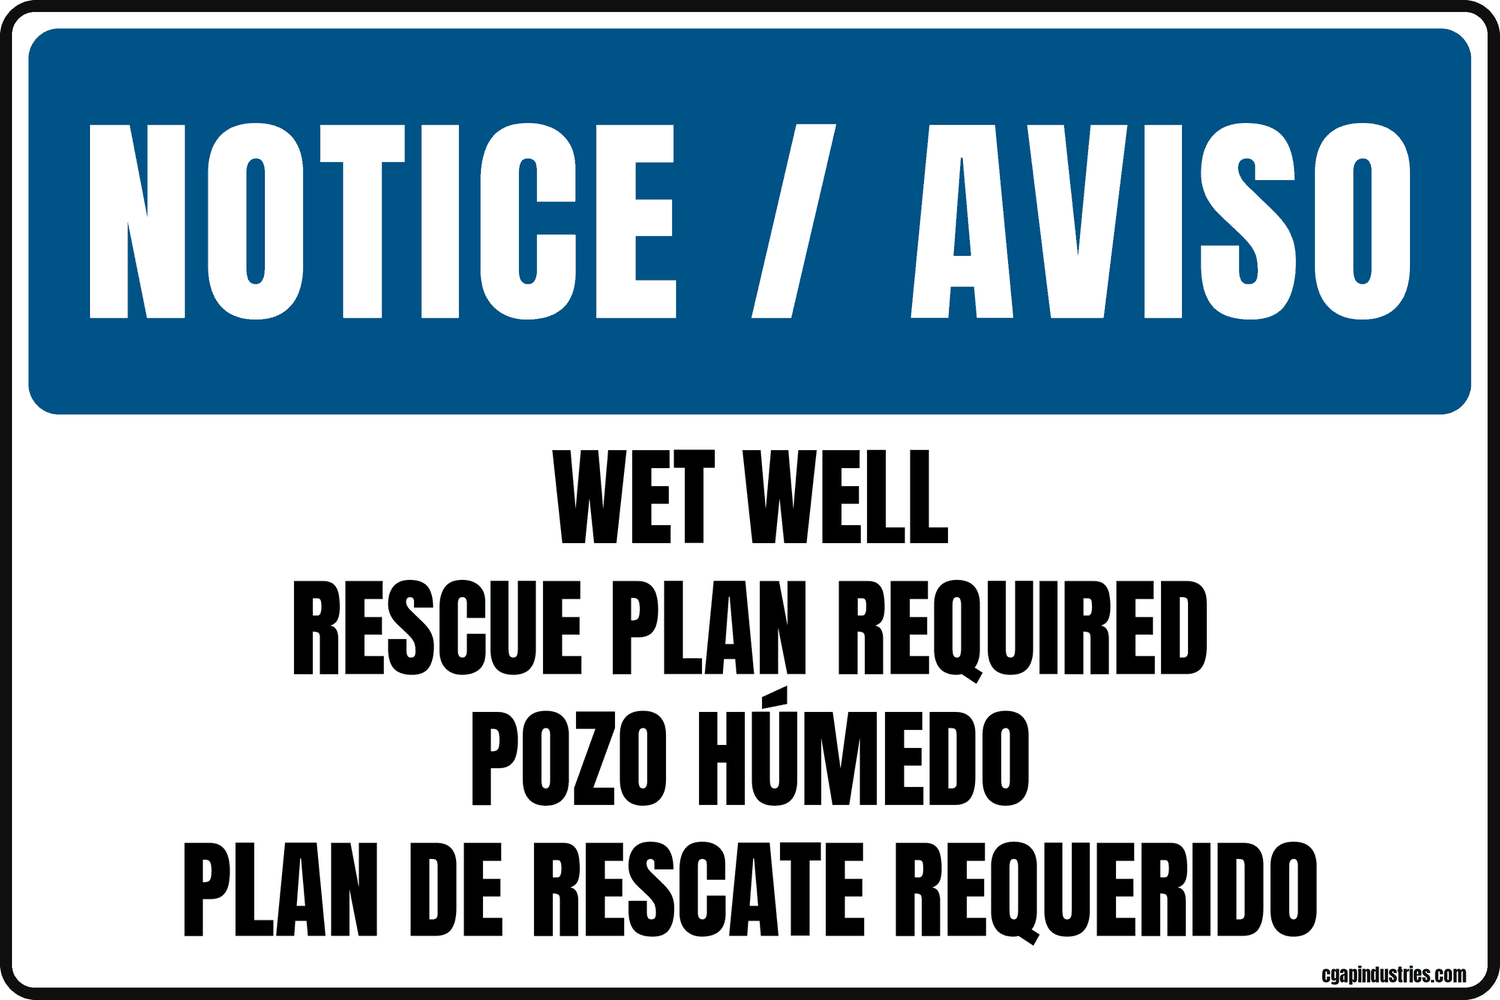 NOTICE / AVISO
WET WELL
RESCUE PLAN REQUIRED
POZO HÚMEDO
PLAN DE RESCATE REQUERIDO
cgapindustries.com